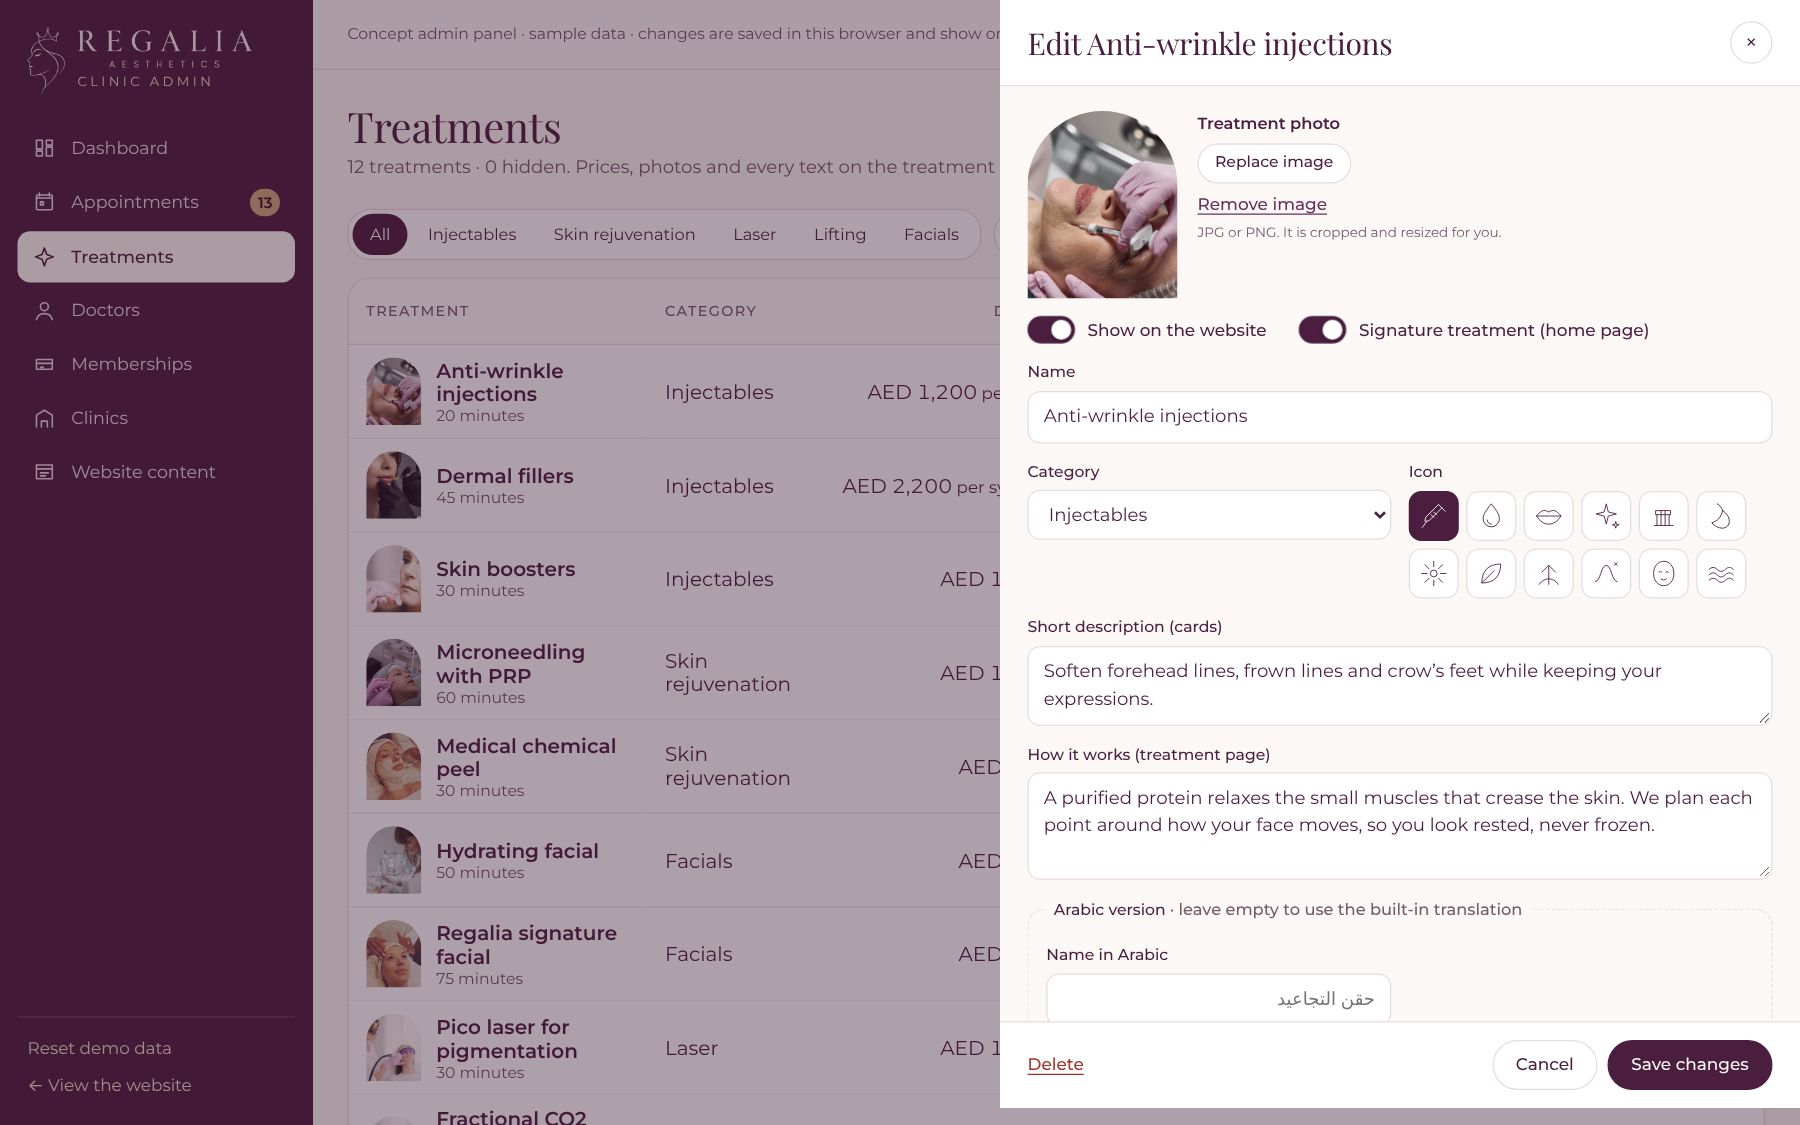 REGALIA
AESTHETICS
CLINIC ADMIN
Dashboard
Appointments 13
Treatments
Doctors
Memberships
Clinics
Website content
Reset demo data
← View the website
Concept admin panel · sample data · changes are saved in this browser and show
Treatments
12 treatments · 0 hidden. Prices, photos and every text on the treatment
All Injectables Skin rejuvenation Laser Lifting Facials
TREATMENT CATEGORY
Anti-wrinkle
injections
20 minutes
Injectables
AED 1,200
Dermal fillers
45 minutes
Injectables
AED 2,200 per
Skin boosters
30 minutes
Injectables
AED 1
Microneedling
with PRP
60 minutes
Skin
rejuvenation
AED 1
Medical chemical
peel
30 minutes
Skin
rejuvenation
AED
Hydrating facial
50 minutes
Facials
AED
Regalia signature
facial
75 minutes
Facials
AED
Pico laser for
pigmentation
30 minutes
Laser
AED 1
Fractional CO2
Edit Anti-wrinkle injections
×
Treatment photo
Replace image
Remove image
JPG or PNG. It is cropped and resized for you.
Show on the website Signature treatment (home page)
Name
Anti-wrinkle injections
Category Icon
Injectables
Short description (cards)
Soften forehead lines, frown lines and crow’s feet while keeping your
expressions.
How it works (treatment page)
A purified protein relaxes the small muscles that crease the skin. We plan each
point around how your face moves, so you look rested, never frozen.
Arabic version · leave empty to use the built-in translation
Name in Arabic
حقن التجاعيد
Delete Cancel Save changes